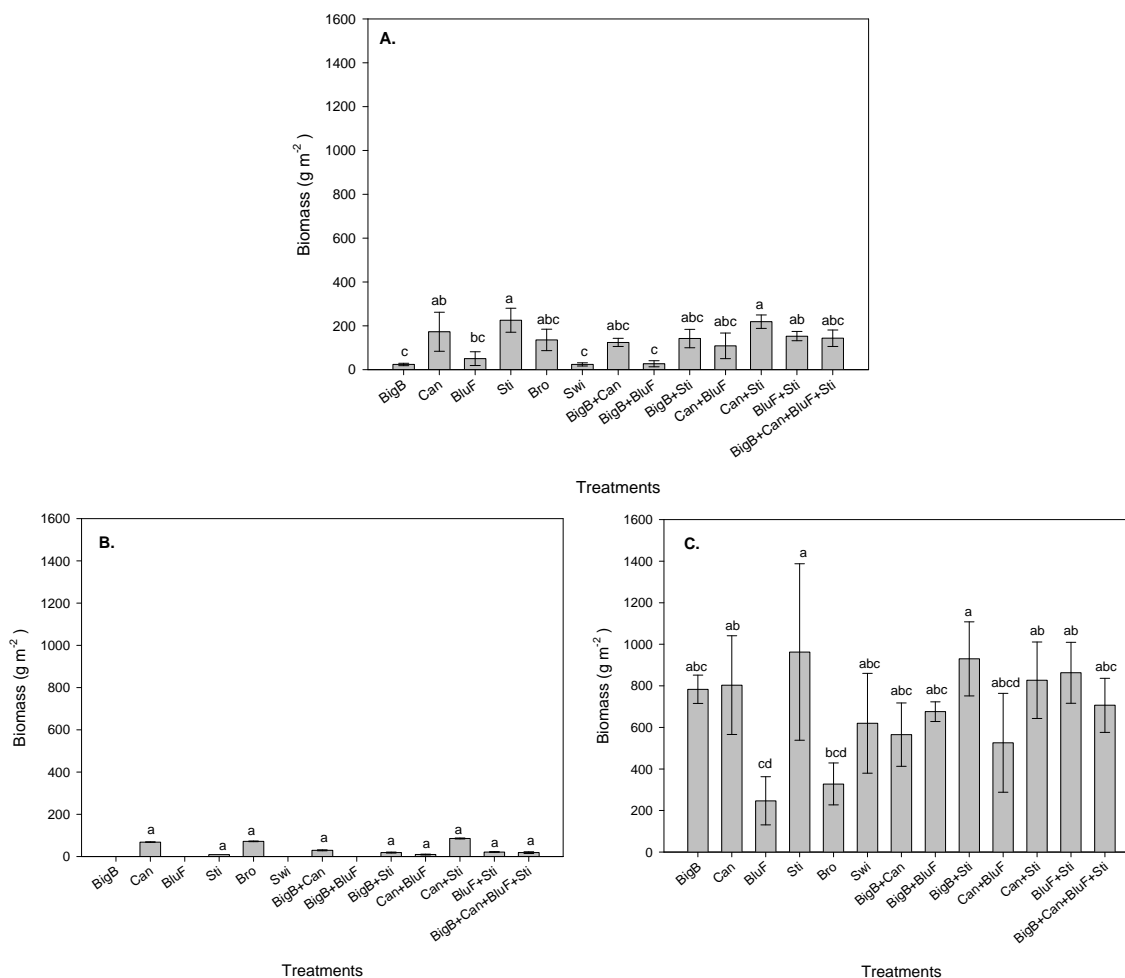 A.
Biomass (g m-2 )
1600
1400
1200
1000
800
600
400
200
0
c
ab
bc
a
abc
c
abc
c
abc
abc
a
ab
abc
BigB
Can
BluF
Sti
Bro
Swi
BigB+Can
BigB+BluF
BigB+Sti
Can+BluF
Can+Sti
BluF+Sti
BigB+Can+BluF+Sti
Treatments
B.
Biomass (g m-2 )
1600
1400
1200
1000
800
600
400
200
0
a
a
a
a
a
a
a
a
a
BigB
Can
BluF
Sti
Bro
Swi
BigB+Can
BigB+BluF
BigB+Sti
Can+BluF
Can+Sti
BluF+Sti
BigB+Can+BluF+Sti
Treatments
C.
Biomass (g m-2 )
1600
1400
1200
1000
800
600
400
200
0
abc
ab
cd
a
bcd
abc
abc
abc
a
abcd
ab
ab
abc
BigB
Can
BluF
Sti
Bro
Swi
BigB+Can
BigB+BluF
BigB+Sti
Can+BluF
Can+Sti
BluF+Sti
BigB+Can+BluF+Sti
Treatments